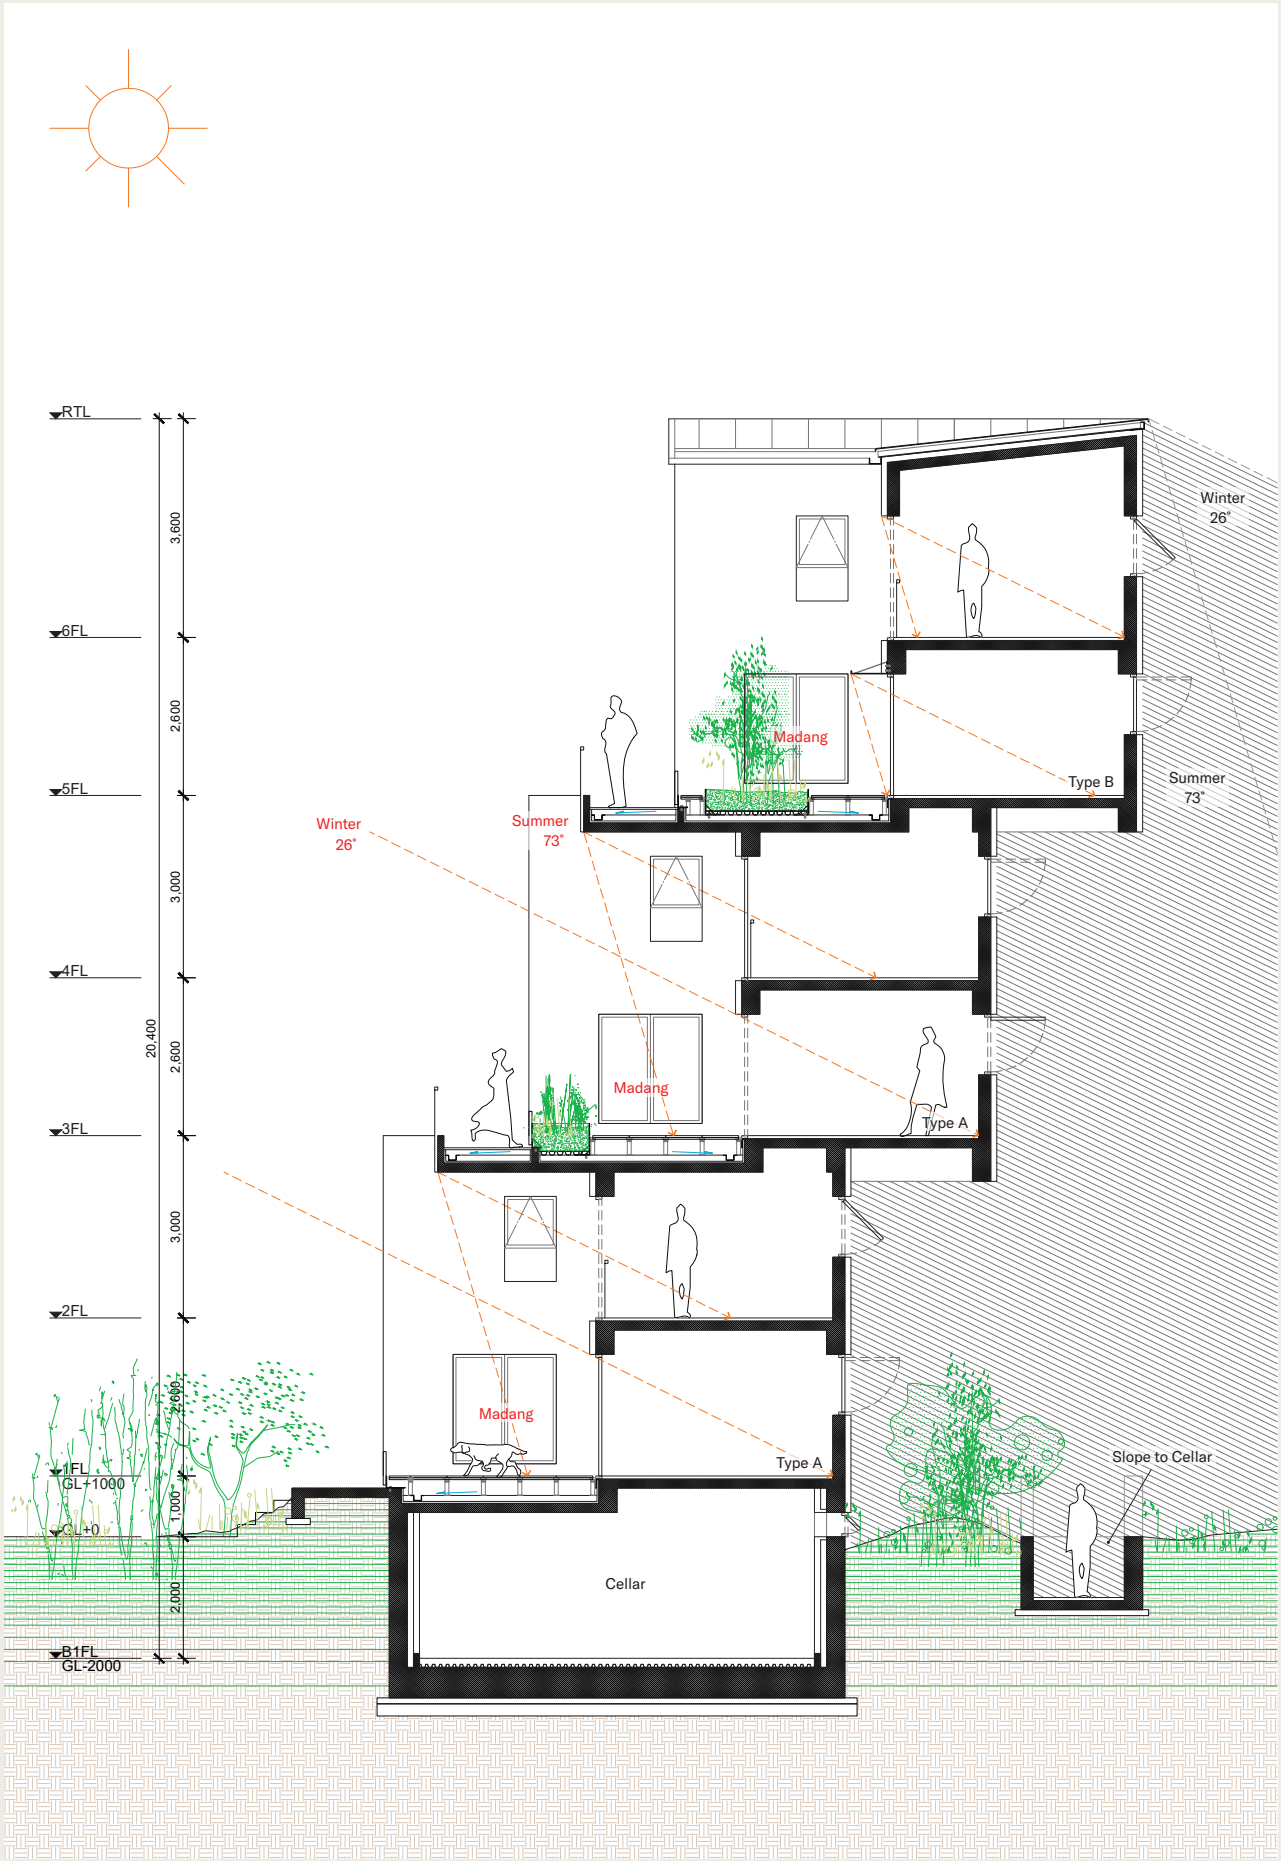 RTL
Winter
26°
3,600
6FL
2,600
Madang
Type B
Summer
73°
5FL
Winter
26°
Summer
73°
3,000
4FL
20,400
2,600
Madang
Type A
3FL
3,000
2FL
2,600
Madang
Type A
Slope to Cellar
1FL
GL+1000
1,000
GL+0
Cellar
2,000
B1FL
GL-2000